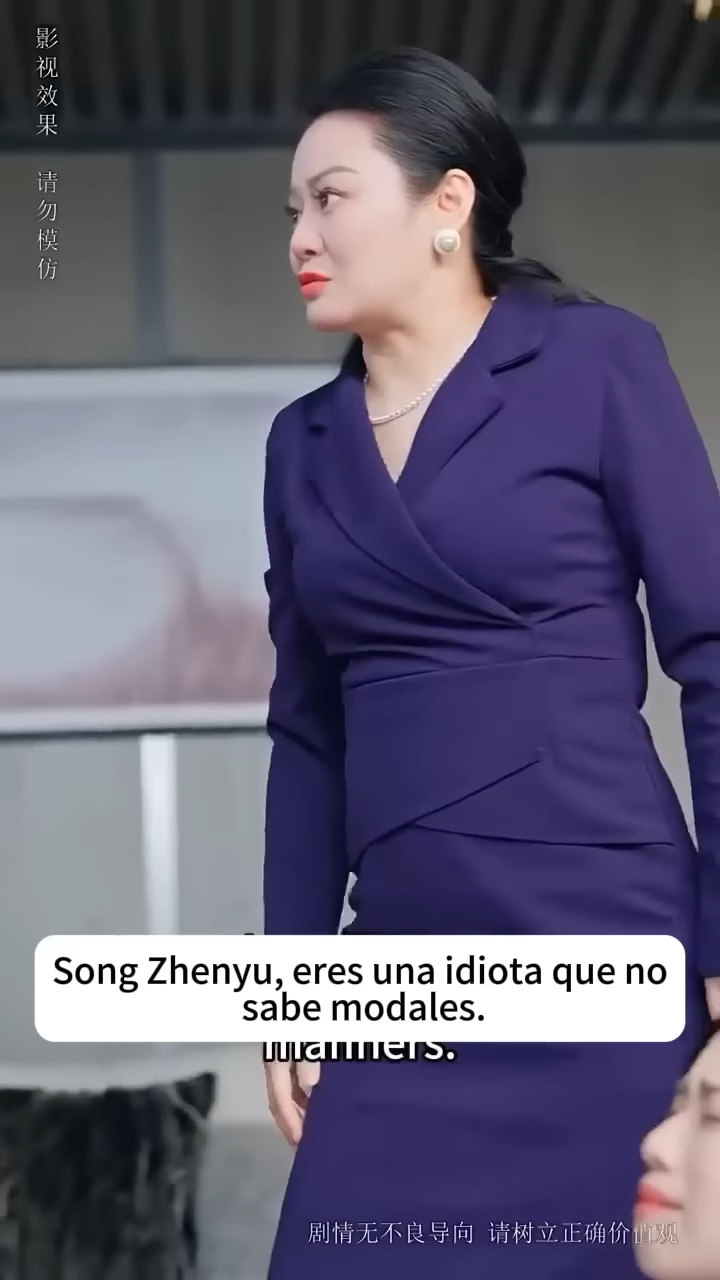 影视效果 请勿模仿
Song Zhenyu, eres una idiota que no
sabe modales.
manners.
剧情无不良导向 请树立正确价值观